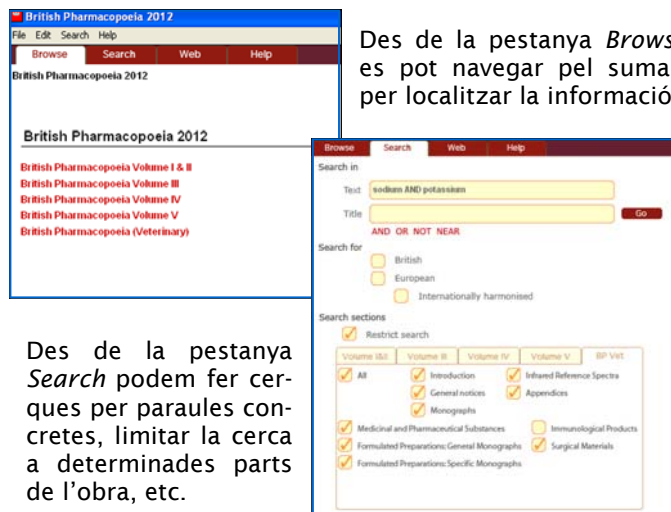 British Pharmacopoeia 2012
File Edit Search Help
Browse Search Web Help
British Pharmacopoeia 2012
British Pharmacopoeia 2012
British Pharmacopoeia Volume I & II
British Pharmacopoeia Volume III
British Pharmacopoeia Volume IV
British Pharmacopoeia Volume V
British Pharmacopoeia (Veterinary)
Des de la pestanya Brows
es pot navegar pel suma
per localitzar la informació
Browse Search Web Help
Search in
Text sodium AND potassium
Title
Go
AND OR NOT NEAR
Search for
British
European
Internationally harmonised
Search sections
Restrict search
Volume I&II Volume III Volume IV Volume V BP Vet
All Introduction Infrared Reference Spectra
General notices Appendices
Monographs
Medicinal and Pharmaceutical Substances Immunological Products
Formulated Preparations: General Monographs Surgical Materials
Formulated Preparations: Specific Monographs
Des de la pestanya
Search podem fer cer-
ques per paraules con-
cretes, limitar la cerca
a determinades parts
de l'obra, etc.